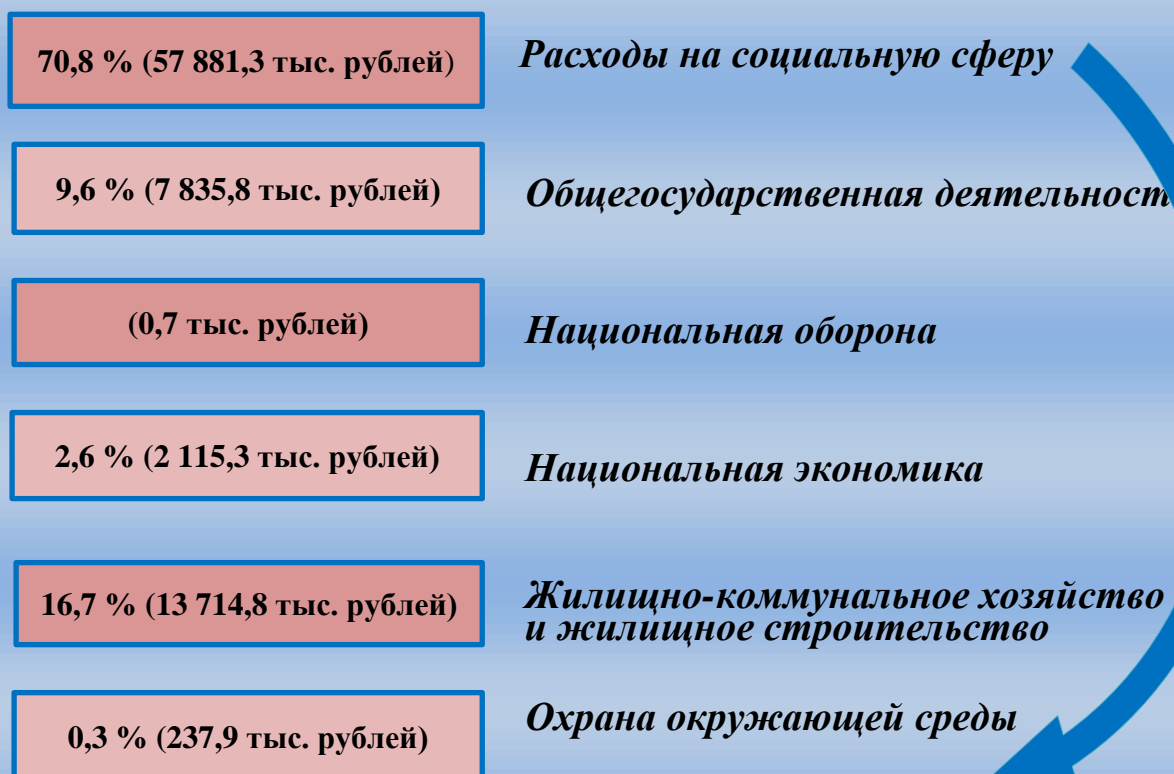 70,8 % (57 881,3 тыс. рублей)
Расходы на социальную сферу
9,6 % (7 835,8 тыс. рублей)
Общегосударственная деятельност
(0,7 тыс. рублей)
Национальная оборона
2,6 % (2 115,3 тыс. рублей)
Национальная экономика
16,7 % (13 714,8 тыс. рублей)
Жилищно-коммунальное хозяйство
и жилищное строительство
0,3 % (237,9 тыс. рублей)
Охрана окружающей среды